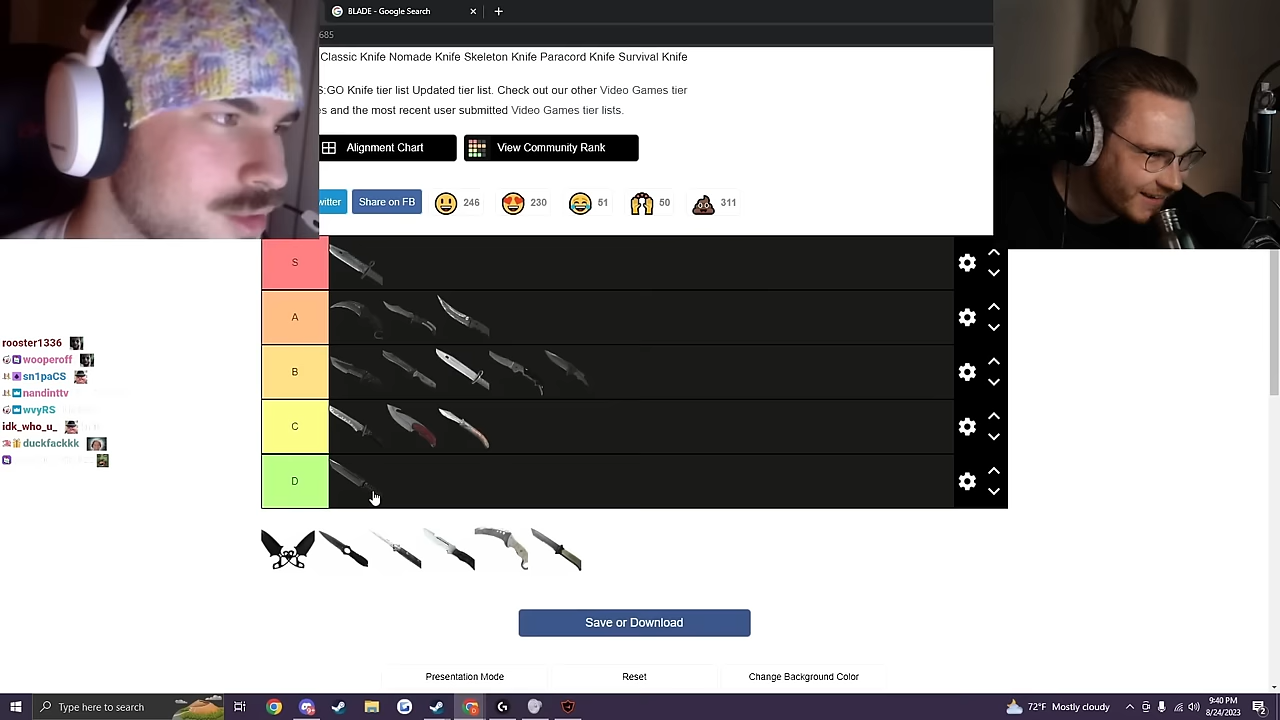 BLADE - Google Search
685
Classic Knife Nomade Knife Skeleton Knife Paracord Knife Survival Knife
S:GO Knife tier list Updated tier list. Check out our other Video Games tier
es and the most recent user submitted Video Games tier lists.
Alignment Chart
View Community Rank
witter
Share on FB
246
230
51
50
311
S
A
B
C
D
rooster1336
wooperoff
sn1paCS
nandinttv
wvyRS
idk_who_u_
duckfackkk
Save or Download
Presentation Mode
Reset
Change Background Color
Type here to search
72°F Mostly cloudy
9:40 PM
8/24/2023
2